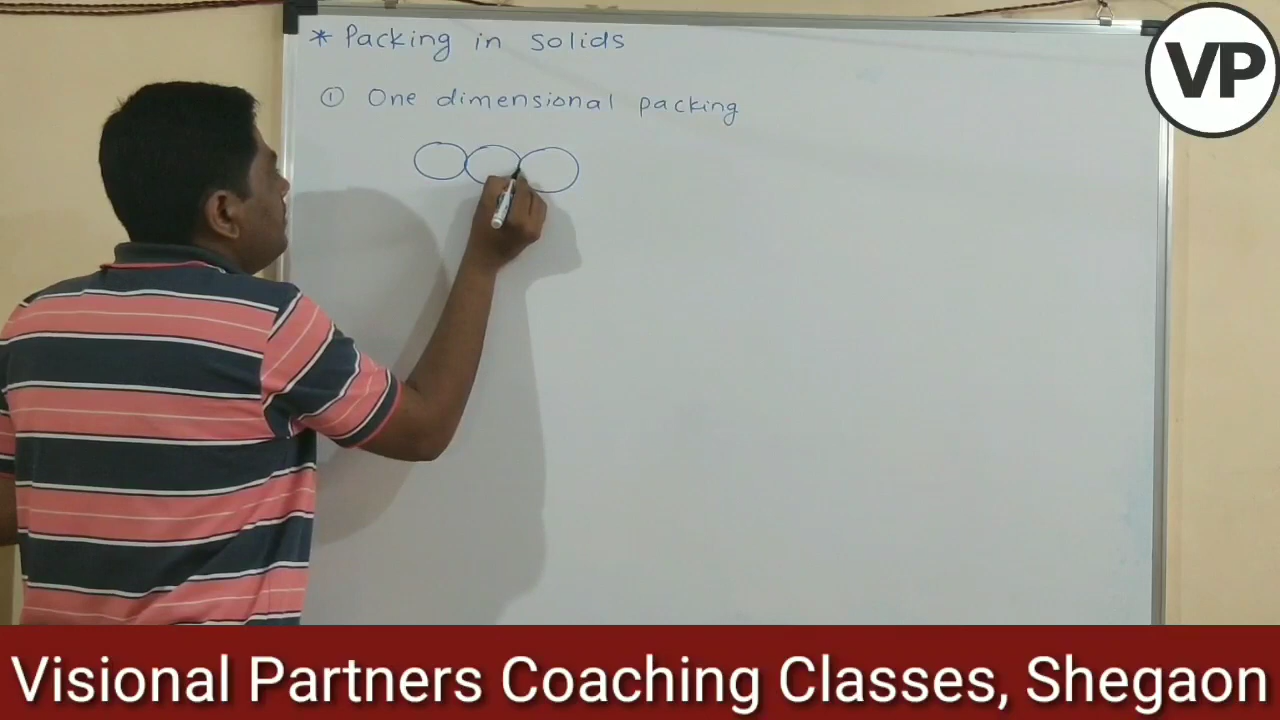 * Packing in solids
① One dimensional packing
VP
Visional Partners Coaching Classes, Shegaon